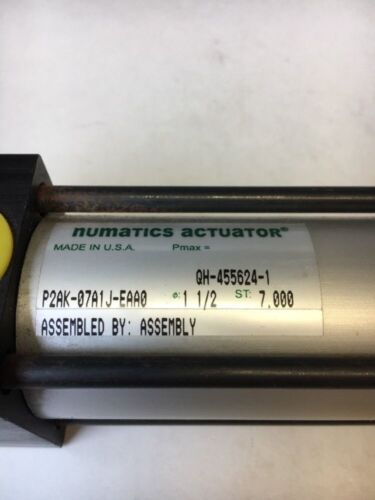 numatics actuator®
MADE IN U.S.A. Pmax =
QH-455624-1
P2AK-07A1J-EAA0 ø: 1 1/2 ST: 7.000
ASSEMBLED BY: ASSEMBLY